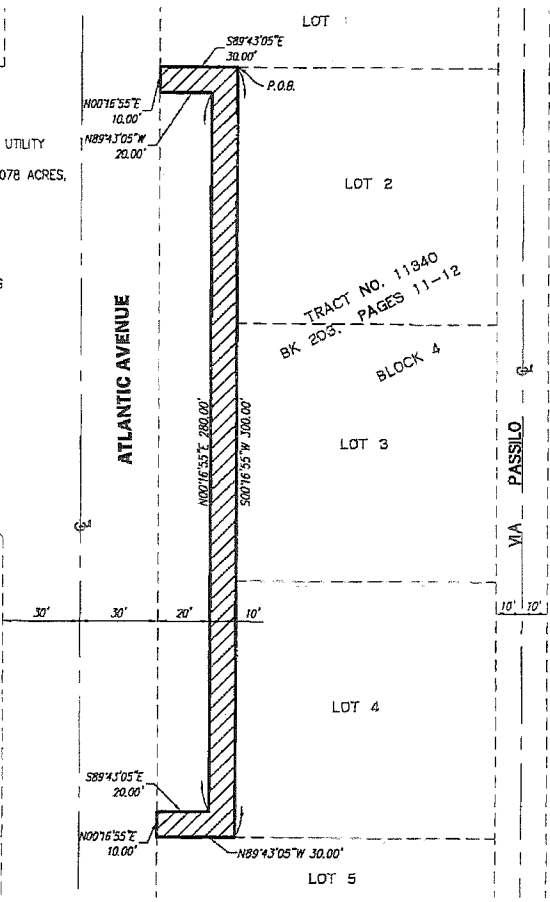 LOT 1
S89°43'05"E
30.00'
P.O.B.
N00°16'55"E
10.00'
N89°43'05"W
20.00'
UTILITY
078 ACRES,
LOT 2
TRACT NO. 11340
BK 203, PAGES 11-12
BLOCK 4
ATLANTIC AVENUE
N00°16'55"E 280.00'
S00°16'55"W 300.00'
LOT 3
VIA PASSILO
30'
30'
20'
10'
10'
10'
LOT 4
S89°43'05"E
20.00'
N00°16'55"E
10.00'
N89°43'05"W 30.00'
LOT 5